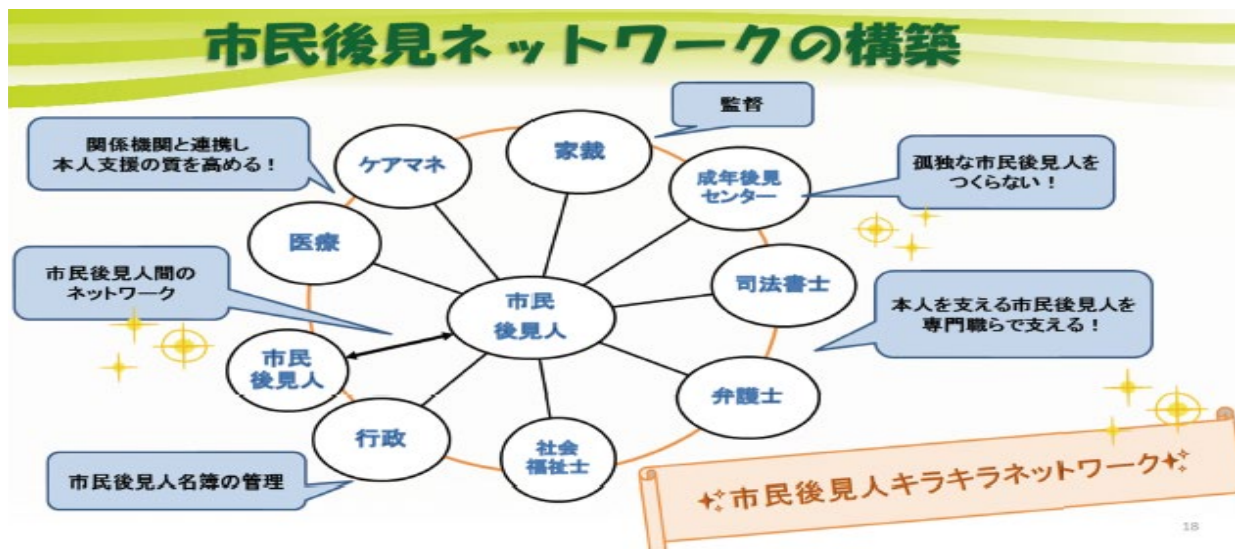 市民後見ネットワークの構築
監督
関係機関と連携し
本人支援の質を高める！
ケアマネ
家裁
成年後見
センター
孤独な市民後見人を
つくらない！
医療
市民後見人間の
ネットワーク
市民
後見人
司法書士
本人を支える市民後見人を
専門職らで支える！
市民
後見人
弁護士
行政
社会
福祉士
市民後見人名簿の管理
市民後見人キラキラネットワーク
18